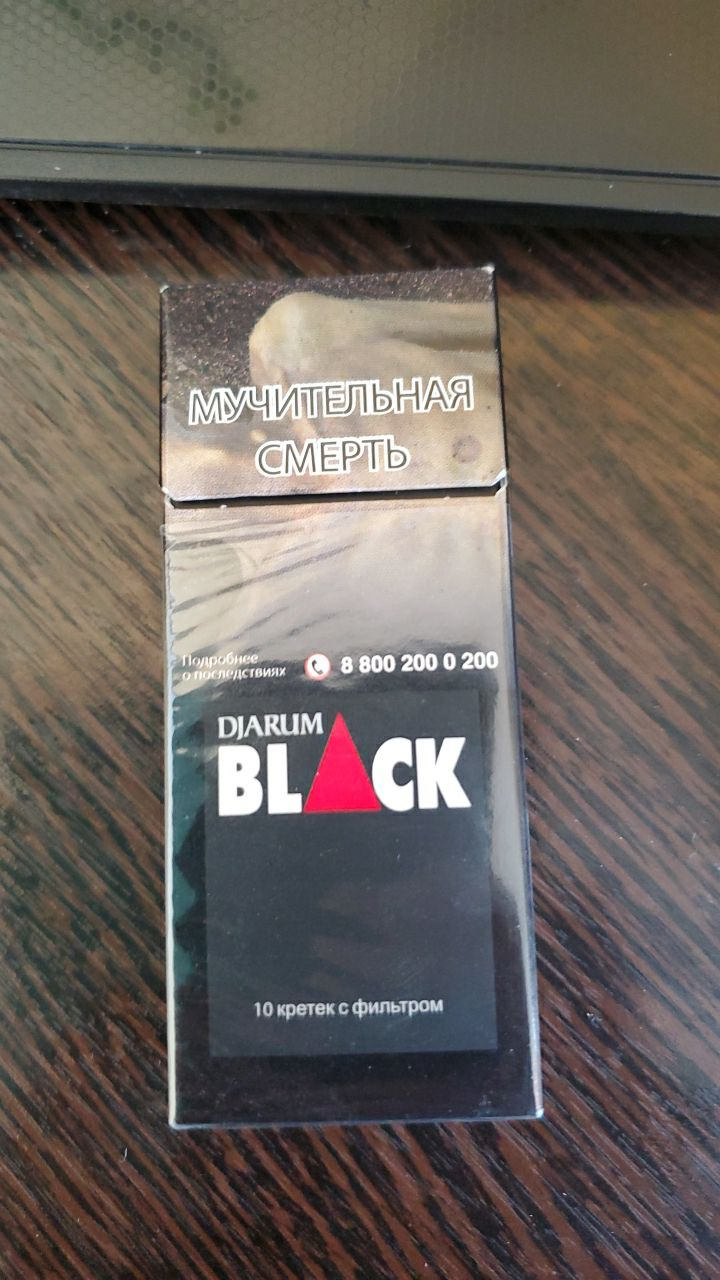 МУЧИТЕЛЬНАЯ
СМЕРТЬ
Подробнее
о последствиях
8 800 200 0 200
DJARUM
BLACK
10 кретек с фильтром